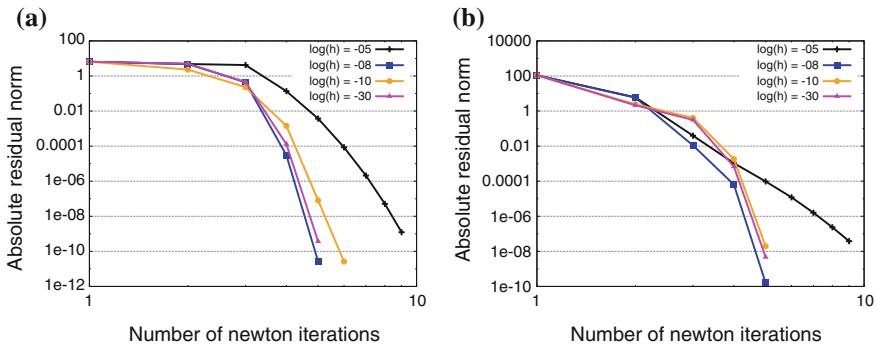 (a)
Absolute residual norm
100
1
0.01
0.0001
1e-06
1e-08
1e-10
1e-12
1
10
Number of newton iterations
log(h) = -05
log(h) = -08
log(h) = -10
log(h) = -30
(b)
Absolute residual norm
10000
100
1
0.01
0.0001
1e-06
1e-08
1e-10
1
10
Number of newton iterations
log(h) = -05
log(h) = -08
log(h) = -10
log(h) = -30